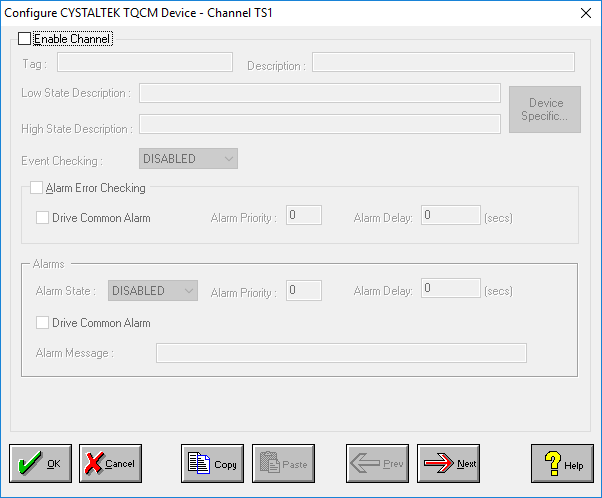 Configure CYSTALTEK TQCM Device - Channel TS1
Enable Channel
Tag :
Description :
Low State Description :
Device Specific...
High State Description :
Event Checking :
DISABLED
Alarm Error Checking
Drive Common Alarm
Alarm Priority :
0
Alarm Delay:
0
(secs)
Alarms
Alarm State :
DISABLED
Alarm Priority :
0
Alarm Delay:
0
(secs)
Drive Common Alarm
Alarm Message :
OK
Cancel
Copy
Paste
Prev
Next
Help